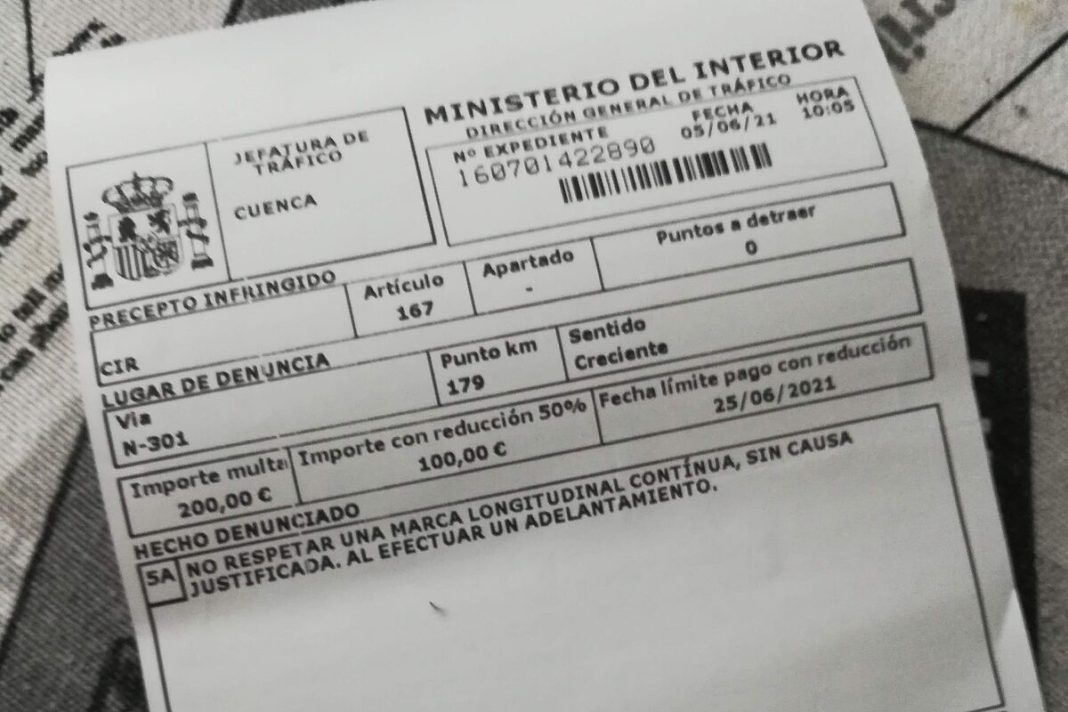 MINISTERIO DEL INTERIOR
DIRECCIÓN GENERAL DE TRÁFICO
JEFATURA DE
TRÁFICO
CUENCA
Nº EXPEDIENTE
160701422890
FECHA
05/06/21
HORA
10:05
PRECEPTO INFRINGIDO
CIR
Artículo
167
Apartado
-
Puntos a detraer
0
LUGAR DE DENUNCIA
Via
N-301
Punto km
179
Sentido
Creciente
Importe multa
200,00 €
Importe con reducción 50%
100,00 €
Fecha límite pago con reducción
25/06/2021
HECHO DENUNCIADO
5A
NO RESPETAR UNA MARCA LONGITUDINAL CONTÍNUA, SIN CAUSA
JUSTIFICADA. AL EFECTUAR UN ADELANTAMIENTO.